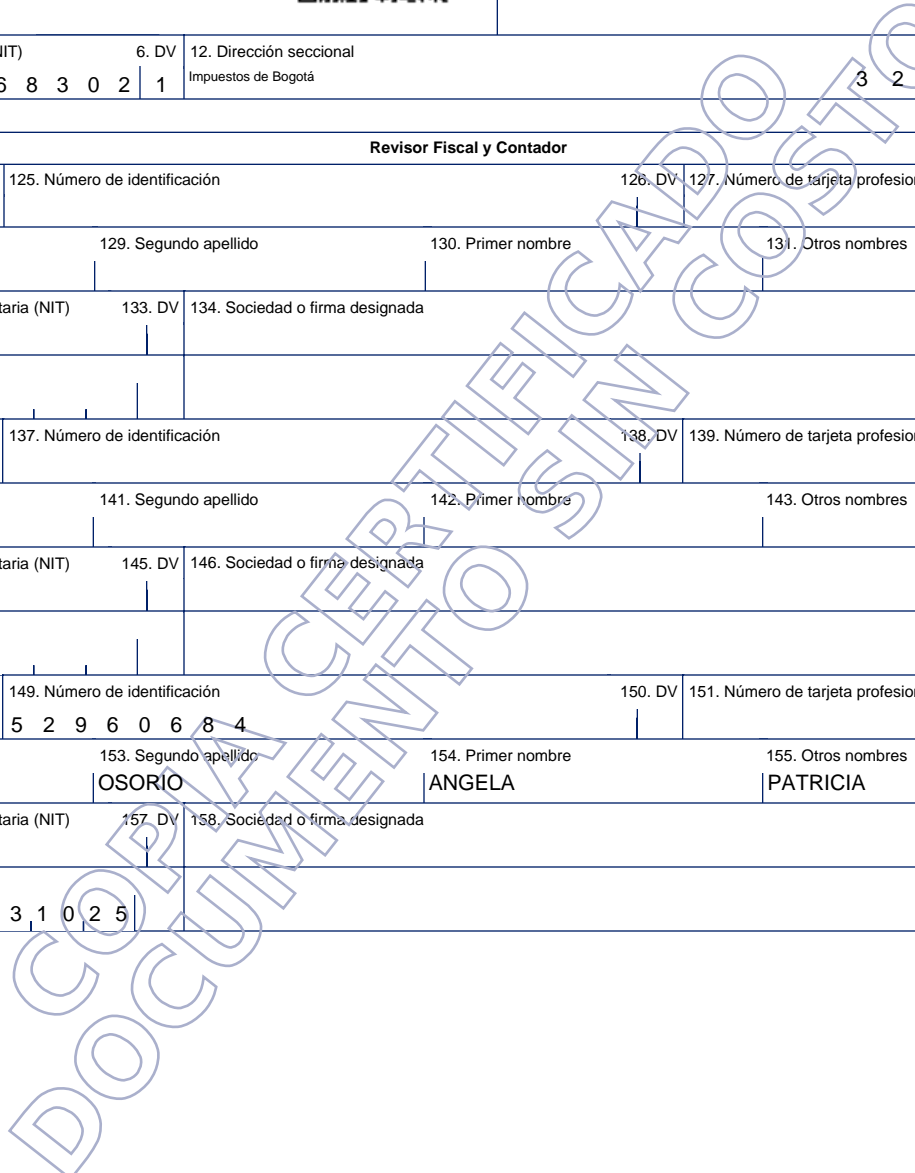 NIT) 6. DV 12. Dirección seccional
6 8 3 0 2 1 Impuestos de Bogotá 3 2
Revisor Fiscal y Contador
125. Número de identificación 126. DV 127. Número de tarjeta profesion
129. Segundo apellido 130. Primer nombre 131. Otros nombres
taria (NIT) 133. DV 134. Sociedad o firma designada
137. Número de identificación 138. DV 139. Número de tarjeta profesion
141. Segundo apellido 142. Primer nombre 143. Otros nombres
taria (NIT) 145. DV 146. Sociedad o firma designada
149. Número de identificación 150. DV 151. Número de tarjeta profesion
5 2 9 6 0 6 8 4
153. Segundo apellido 154. Primer nombre 155. Otros nombres
OSORIO ANGELA PATRICIA
taria (NIT) 157. DV 158. Sociedad o firma designada
3 1 0 2 5
COPIA CERTIFICADO
DOCUMENTO SIN COSTO